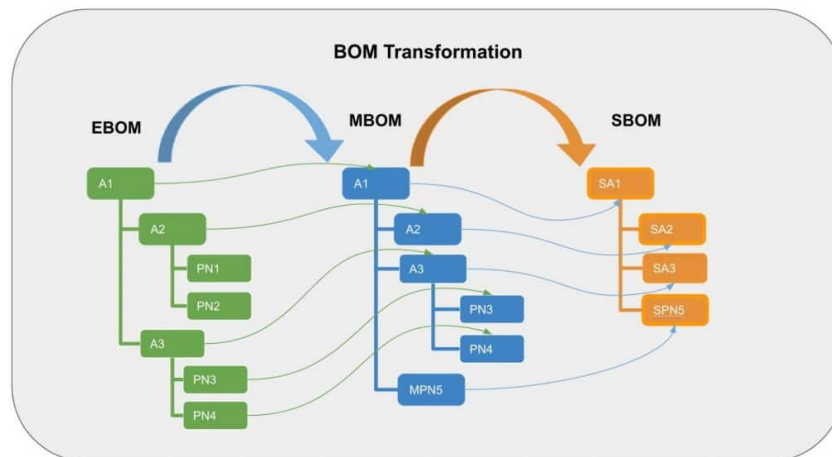 BOM Transformation
EBOM
MBOM
SBOM
A1
A2
PN1
PN2
A3
PN3
PN4
A1
A2
A3
PN3
PN4
MPN5
SA1
SA2
SA3
SPN5